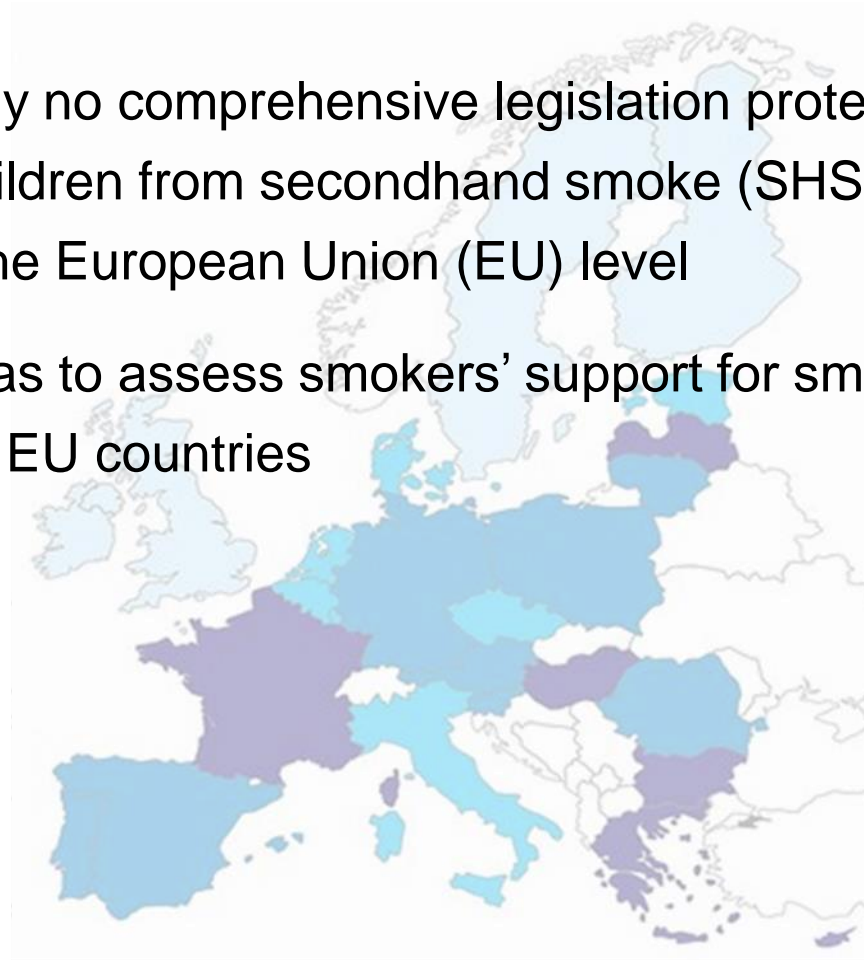 y no comprehensive legislation prote
ildren from secondhand smoke (SHS
ne European Union (EU) level
as to assess smokers’ support for sm
EU countries